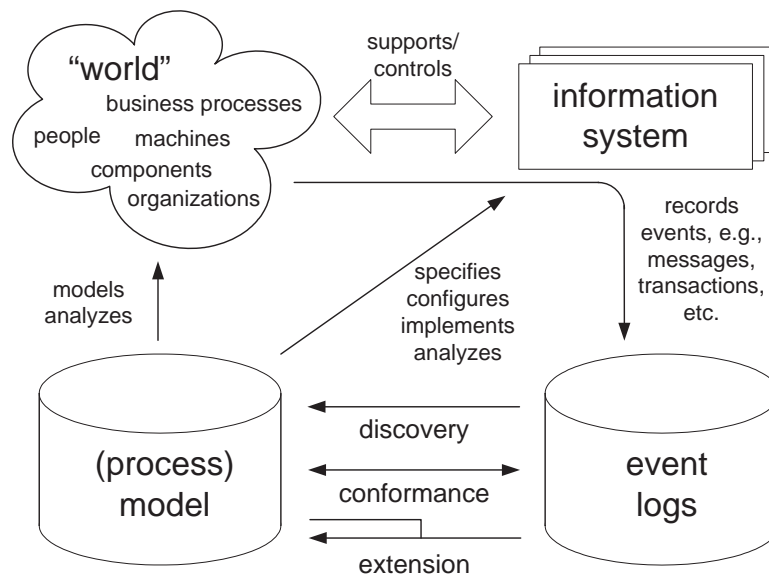 “world”
business processes
people
machines
components
organizations
supports/
controls
information
system
records
events, e.g.,
messages,
transactions,
etc.
models
analyzes
specifies
configures
implements
analyzes
(process)
model
discovery
conformance
extension
event
logs